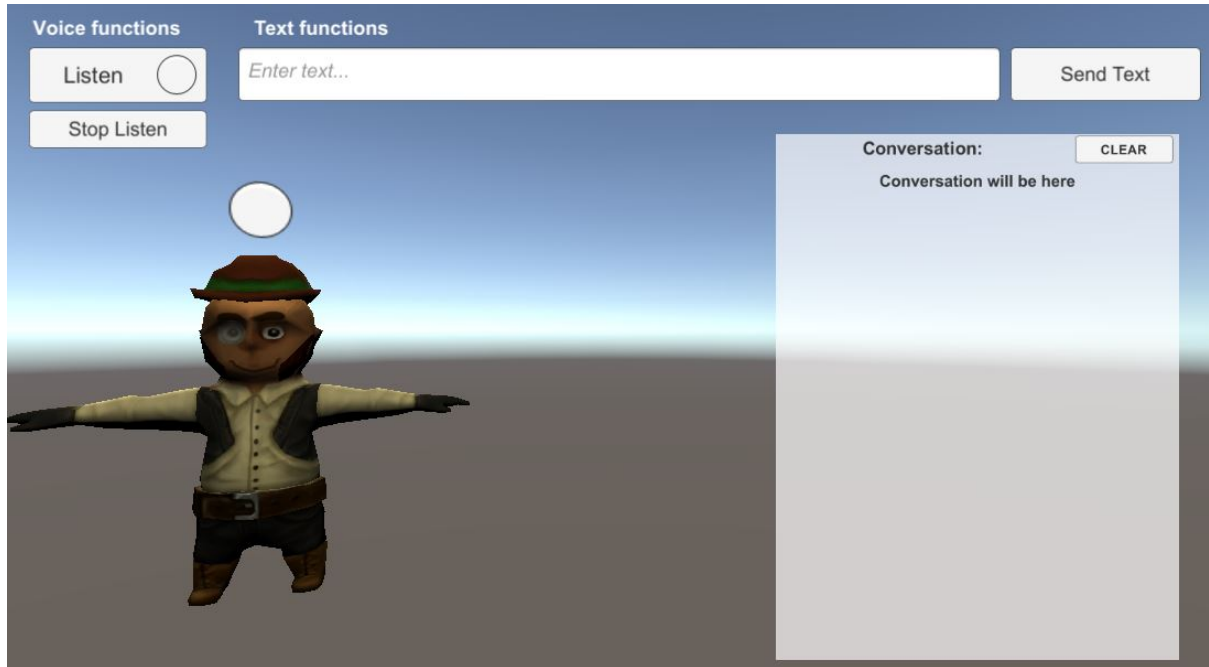 Voice functions
Text functions
Listen
Enter text...
Send Text
Stop Listen
Conversation:
CLEAR
Conversation will be here